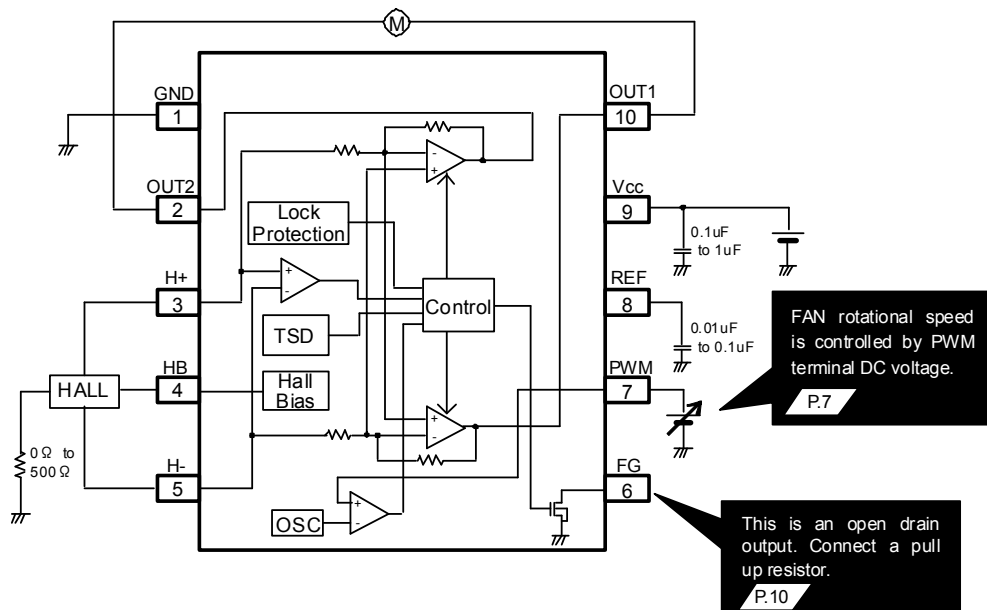 M
GND
1
OUT2
2
H+
3
HB
4
H-
5
HALL
0Ω to
500Ω
Lock
Protection
TSD
Hall
Bias
OSC
Control
-
+
+
-
+
-
+
-
OUT1
10
Vcc
9
0.1uF
to 1uF
REF
8
0.01uF
to 0.1uF
PWM
7
FG
6
FAN rotational speed
is controlled by PWM
terminal DC voltage.
P.7
This is an open drain
output. Connect a pull
up resistor.
P.10